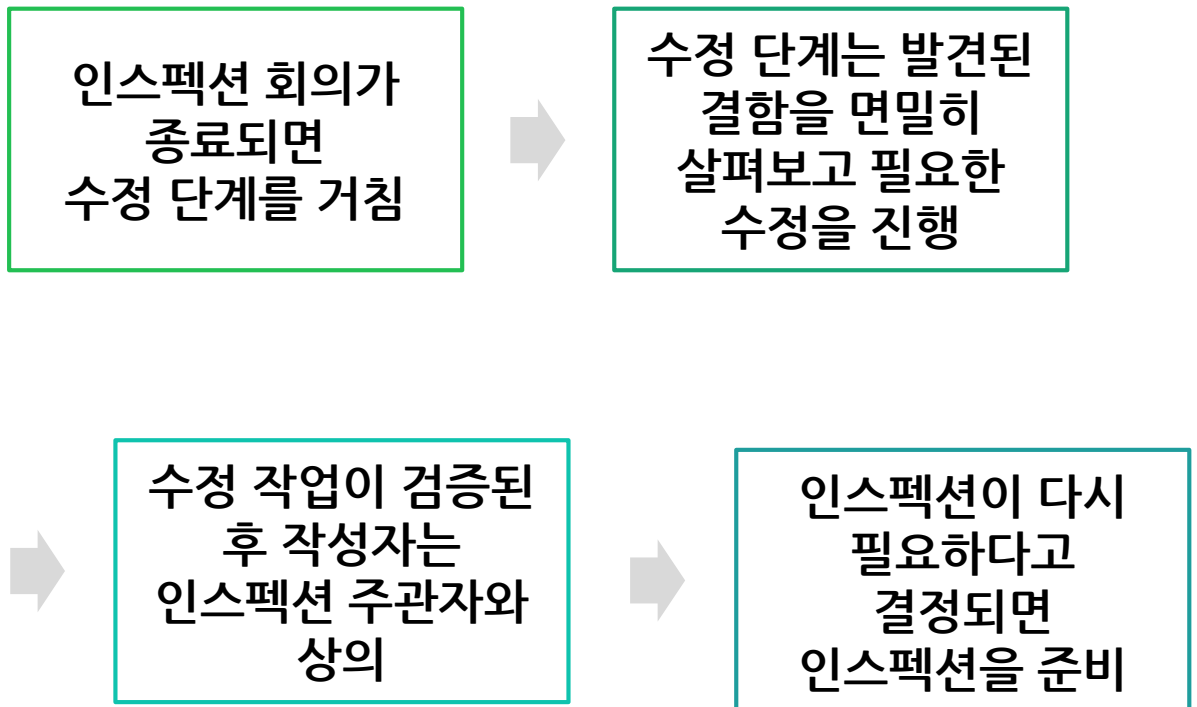 인스펙션 회의가
종료되면
수정 단계를 거침
수정 단계는 발견된
결함을 면밀히
살펴보고 필요한
수정을 진행
수정 작업이 검증된
후 작성자는
인스펙션 주관자와
상의
인스펙션이 다시
필요하다고
결정되면
인스펙션을 준비